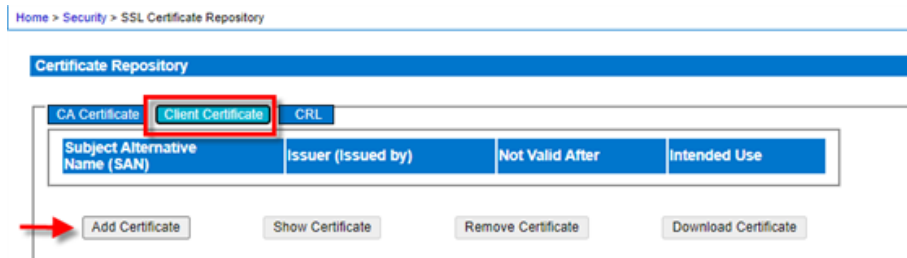 Home > Security > SSL Certificate Repository
Certificate Repository
CA Certificate Client Certificate CRL
Subject Alternative Name (SAN) Issuer (Issued by) Not Valid After Intended Use
Add Certificate Show Certificate Remove Certificate Download Certificate